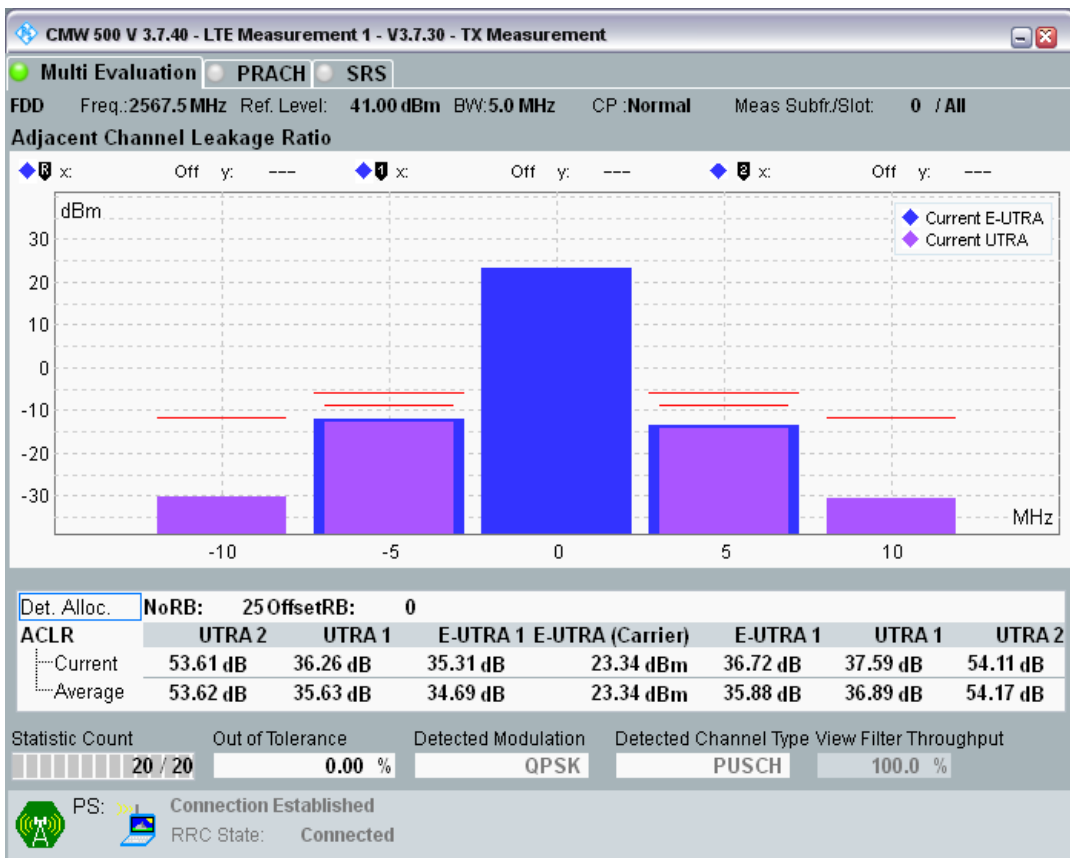 CMW 500 V 3.7.40 - LTE Measurement 1 - V3.7.30 - TX Measurement
Multi Evaluation PRACH SRS
FDD Freq.:2567.5 MHz Ref. Level: 41.00 dBm BW:5.0 MHz CP :Normal Meas Subfr./Slot: 0 / All
Adjacent Channel Leakage Ratio
R x: Off y: --- 1 x: Off y: --- 2 x: Off y: ---
dBm
Current E-UTRA
Current UTRA
30
20
10
0
-10
-20
-30
MHz
-10 -5 0 5 10
Det. Alloc. NoRB: 25 OffsetRB: 0
ACLR UTRA 2 UTRA 1 E-UTRA 1 E-UTRA (Carrier) E-UTRA 1 UTRA 1 UTRA 2
Current 53.61 dB 36.26 dB 35.31 dB 23.34 dBm 36.72 dB 37.59 dB 54.11 dB
Average 53.62 dB 35.63 dB 34.69 dB 23.34 dBm 35.88 dB 36.89 dB 54.17 dB
Statistic Count Out of Tolerance Detected Modulation Detected Channel Type View Filter Throughput
20 / 20 0.00 % QPSK PUSCH 100.0 %
PS: Connection Established
RRC State: Connected